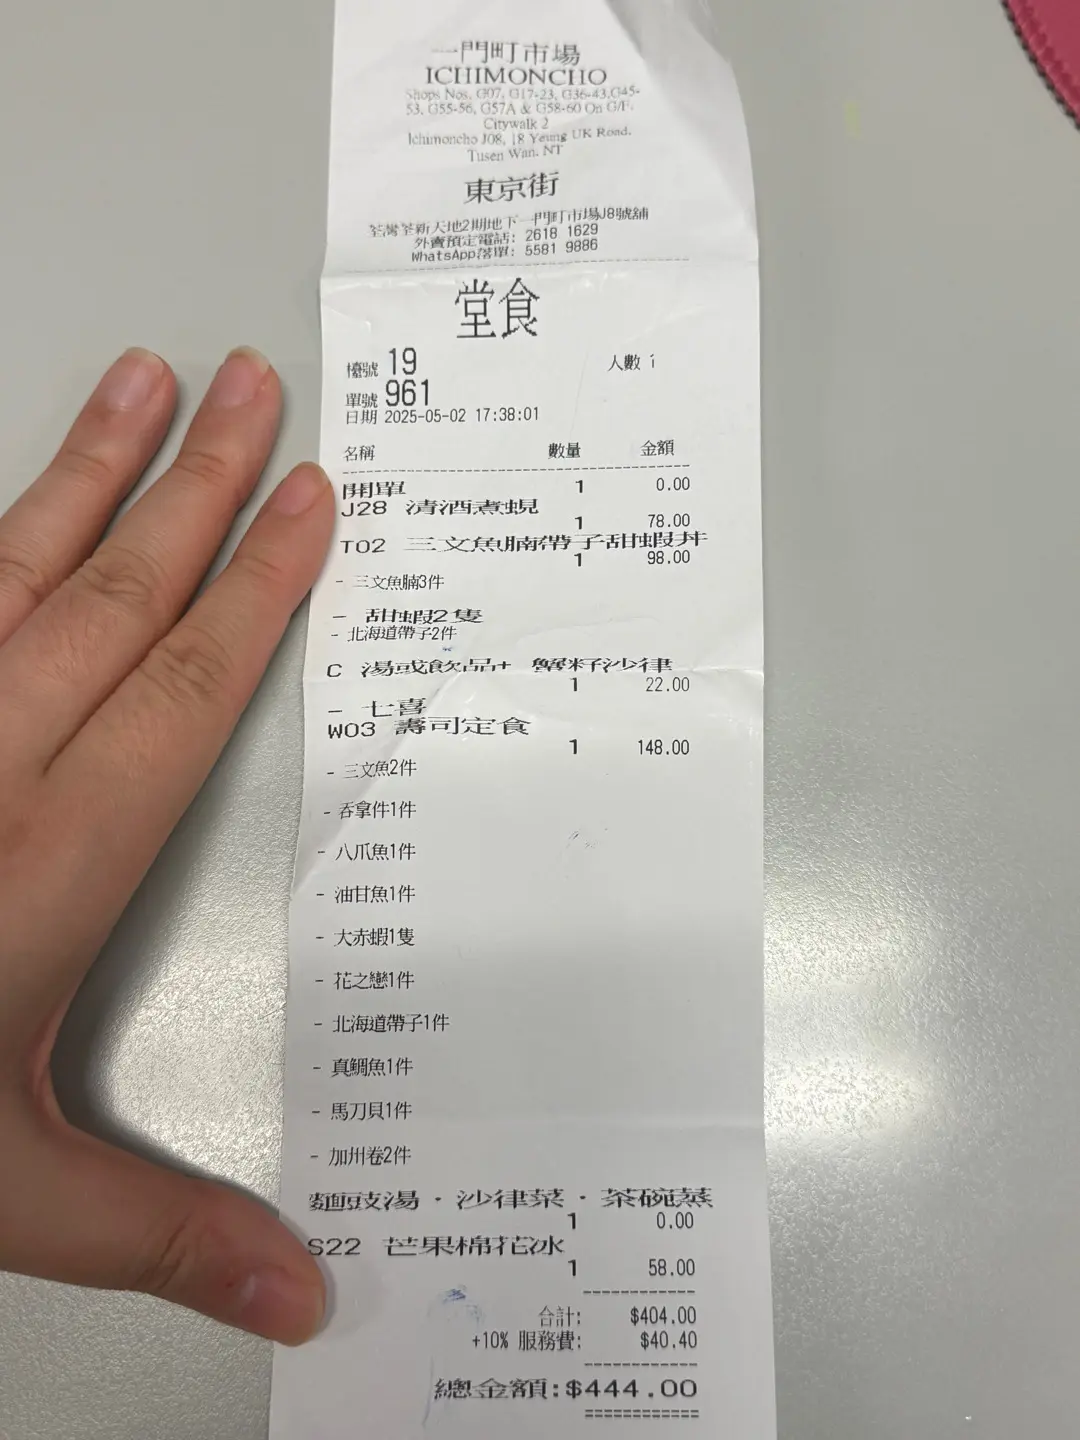 一門町市場
ICHIMONCHO
Shops Nos. G07, G17-23, G36-43,G45-
53, G55-56, G57A & G58-60 On G/F.
Citywalk 2
Ichimoncho J08, 18 Yeung UK Road.
Tusen Wan. NT
東京街
荃灣荃新天地2期地下一門町市場J8號舖
外賣預定電話: 2618 1629
WhatsApp落單: 5581 9886
堂食
檯號 19 人數 1
單號 961
日期 2025-05-02 17:38:01
名稱 數量 金額
開單 1 0.00
J28 清酒煮蜆
1 78.00
T02 三文魚腩帶子甜蝦丼
1 98.00
- 三文魚腩3件
- 甜蝦2隻
- 北海道帶子2件
C 湯或飲品+ 蟹籽沙律
1 22.00
- 七喜
W03 壽司定食
1 148.00
- 三文魚2件
- 吞拿件1件
- 八爪魚1件
- 油甘魚1件
- 大赤蝦1隻
- 花之戀1件
- 北海道帶子1件
- 真鯛魚1件
- 馬刀貝1件
- 加卅卷2件
麵豉湯・沙律菜・茶碗蒸
1 0.00
S22 芒果棉花冰
1 58.00
合計: $404.00
+10% 服務費: $40.40
總金額:$444.00